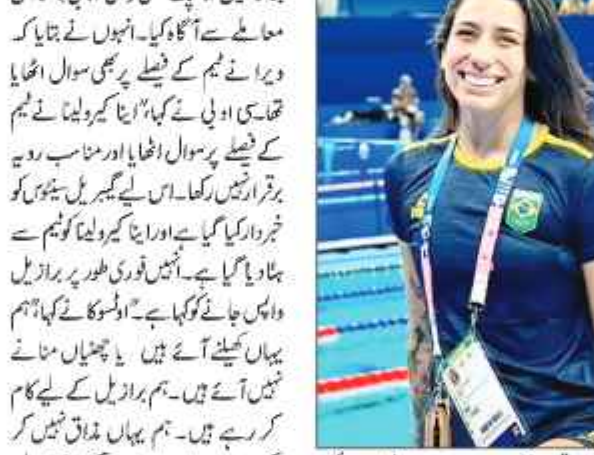 معاملے سے آگاہ کیا۔ انہوں نے بتایا کہ
ویرا نے ٹیم کے فیصلے پر بھی سوال اٹھایا
تھا۔ سی او بی نے کہا، ”اینا کیرولینا نے ٹیم
کے فیصلے پر سوال اٹھایا اور مناسب رویہ
برقرار نہیں رکھا۔ اس لیے گیبریل سینٹوس کو
خبردار کیا گیا ہے اور اینا کیرولینا کو ٹیم سے
ہٹا دیا گیا ہے۔ انہیں فوری طور پر برازیل
واپس جانے کو کہا ہے۔“ اوٹسوکا نے کہا، ”ہم
یہاں کھیلنے آئے ہیں یا چھٹیاں منانے
نہیں آئے ہیں۔ ہم برازیل کے لیے کام
کر رہے ہیں۔ ہم یہاں مذاق نہیں کر